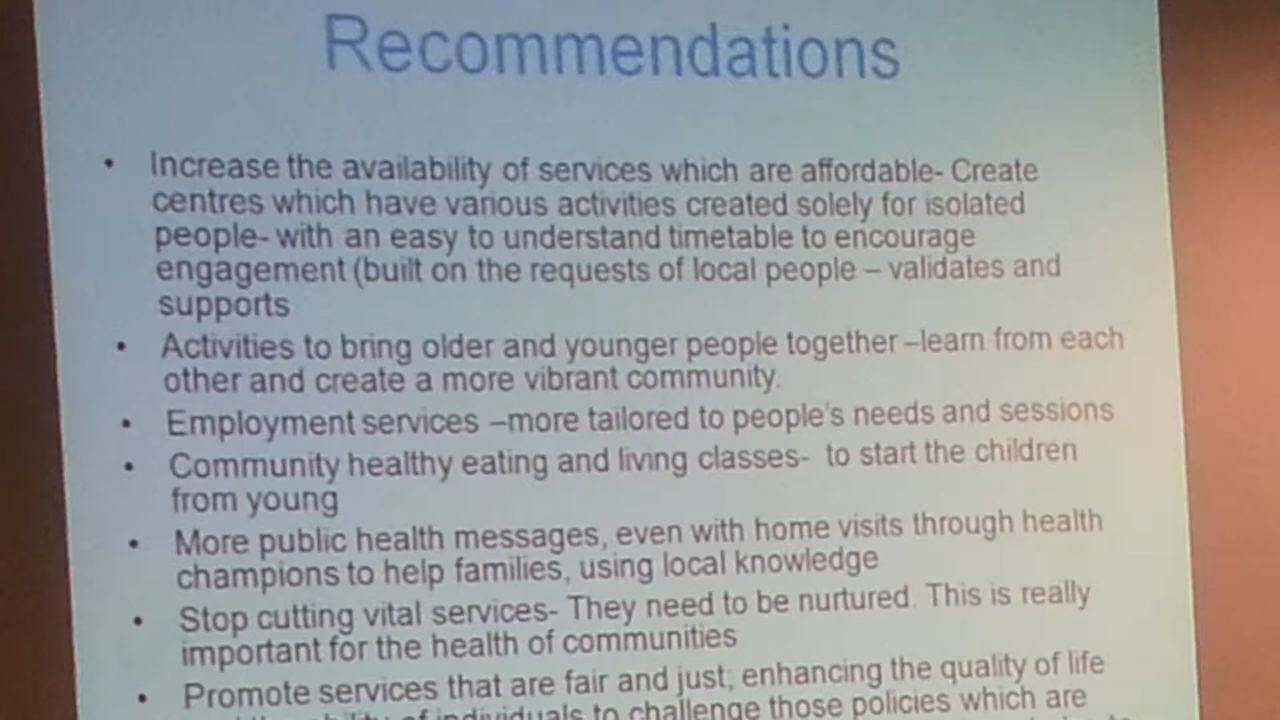 Recommendations
• Increase the availability of services which are affordable- Create
centres which have various activities created solely for isolated
people- with an easy to understand timetable to encourage
engagement (built on the requests of local people – validates and
supports
• Activities to bring older and younger people together –learn from each
other and create a more vibrant community.
• Employment services –more tailored to people's needs and sessions
• Community healthy eating and living classes- to start the children
from young
• More public health messages, even with home visits through health
champions to help families, using local knowledge
• Stop cutting vital services- They need to be nurtured. This is really
important for the health of communities
• Promote services that are fair and just; enhancing the quality of life
of individuals to challenge those policies which are